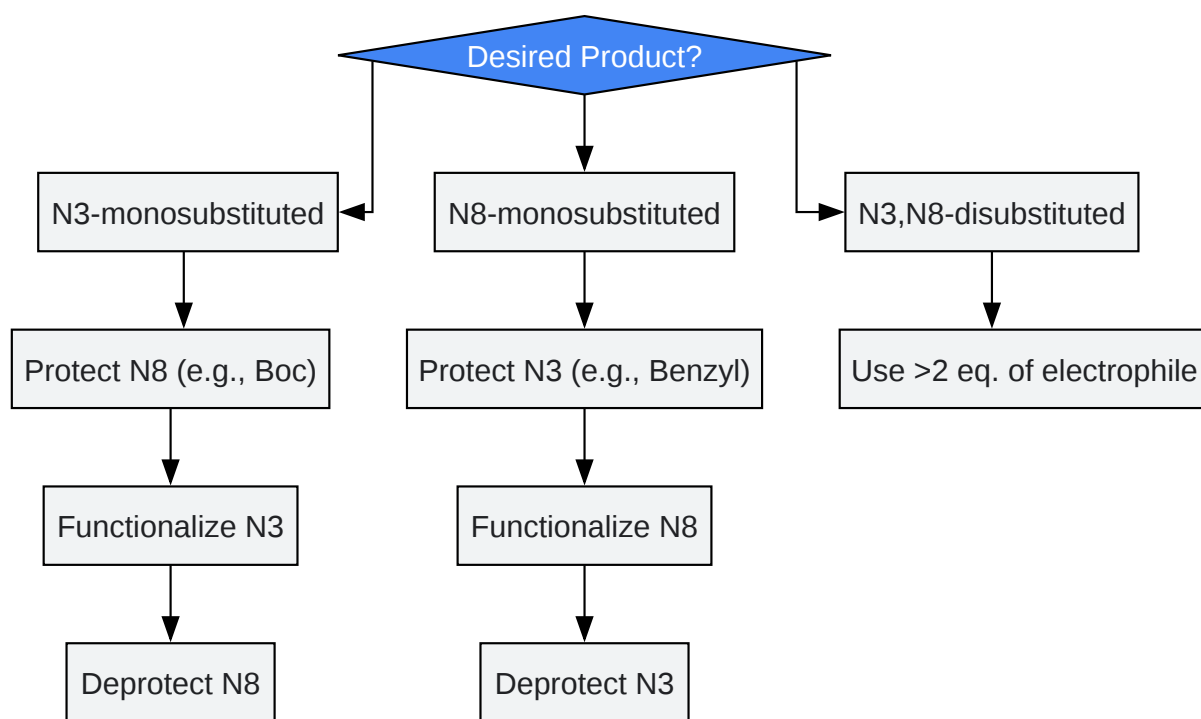 Desired Product?
N3-monosubstituted
N8-monosubstituted
N3,N8-disubstituted
Protect N8 (e.g., Boc)
Protect N3 (e.g., Benzyl)
Use >2 eq. of electrophile
Functionalize N3
Functionalize N8
Deprotect N8
Deprotect N3